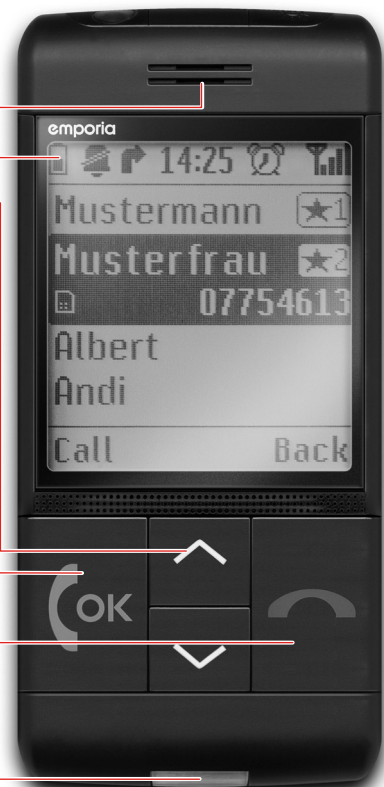 emporia
14:25
Mustermann ★1
Musterfrau ★2
07754613
Albert
Andi
Call Back
OK